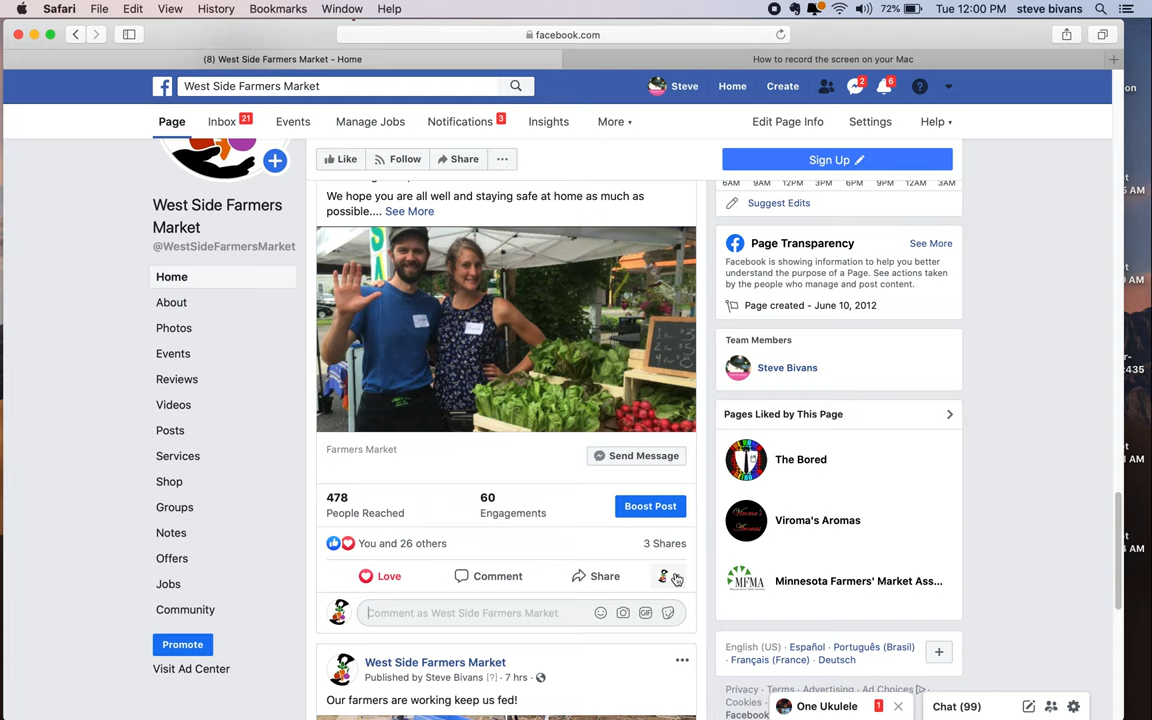 Safari File Edit View History Bookmarks Window Help 72% Tue 12:00 PM steve bivans
facebook.com
(8) West Side Farmers Market - Home How to record the screen on your Mac
West Side Farmers Market Steve Home Create 2 6
Page Inbox 21 Events Manage Jobs Notifications 3 Insights More Edit Page Info Settings Help
Like Follow Share ... Sign Up
West Side Farmers
Market
@WestSideFarmersMarket
Home
About
Photos
Events
Reviews
Videos
Posts
Services
Shop
Groups
Notes
Offers
Jobs
Community
Promote
Visit Ad Center
We hope you are all well and staying safe at home as much as
possible.... See More
Farmers Market
Send Message
478 60
People Reached Engagements
Boost Post
You and 26 others 3 Shares
Love Comment Share
Comment as West Side Farmers Market
GIF
West Side Farmers Market ...
Published by Steve Bivans [?] · 7 hrs ·
Our farmers are working keep us fed!
6AM 9AM 12PM 3PM 6PM 9PM 12AM 3AM
Suggest Edits
Page Transparency See More
Facebook is showing information to help you better
understand the purpose of a Page. See actions taken
by the people who manage and post content.
Page created - June 10, 2012
Team Members
Steve Bivans
Pages Liked by This Page
The Bored
Viroma's Aromas
MFMA
Minnesota Farmers' Market Ass...
English (US) · Español · Português (Brasil)
· Français (France) · Deutsch
Privacy · Terms · Advertising · Ad Choices
Cookies
Facebook
One Ukulele 1 Chat (99)